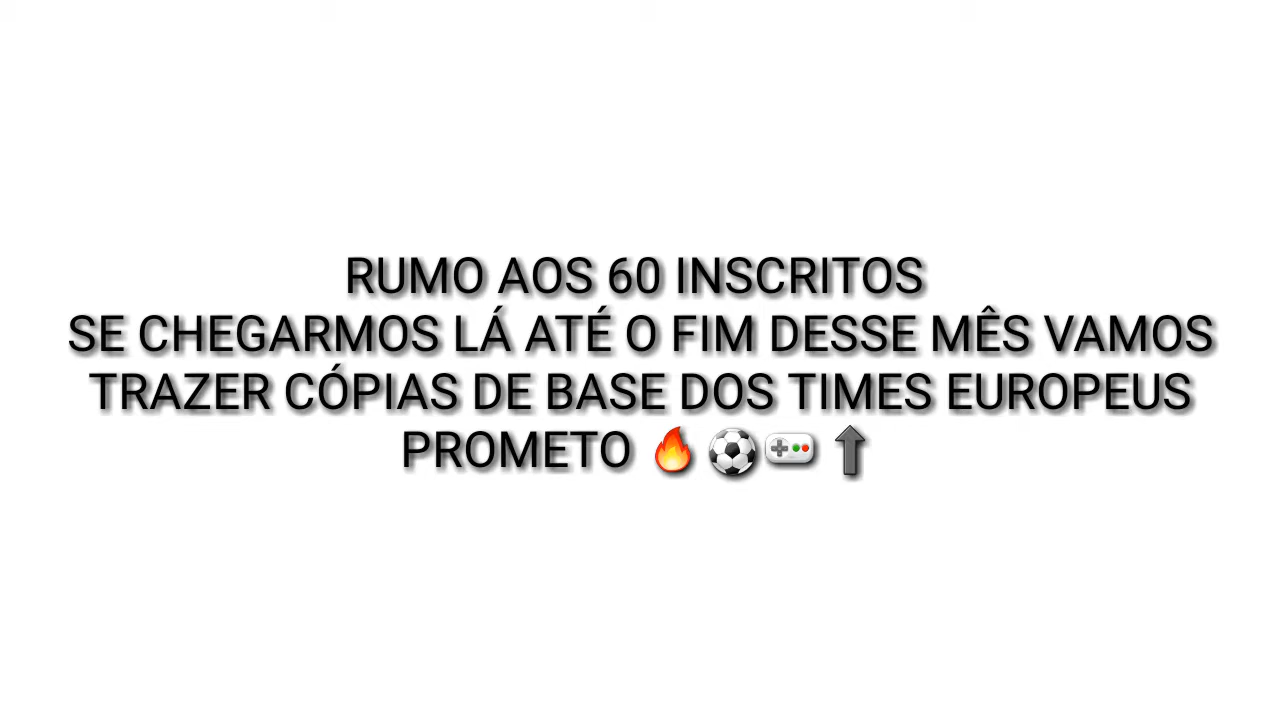 RUMO AOS 60 INSCRITOS
SE CHEGARMOS LÁ ATÉ O FIM DESSE MÊS VAMOS
TRAZER CÓPIAS DE BASE DOS TIMES EUROPEUS
PROMETO 🔥⚽🎮⬆